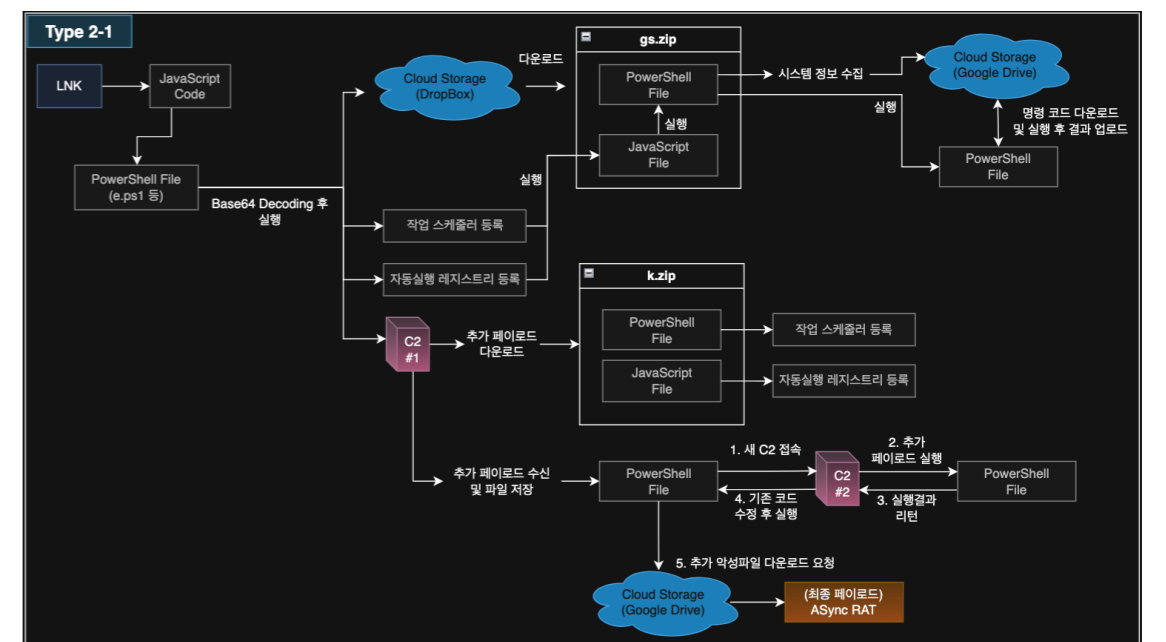 Type 2-1
LNK
JavaScript
Code
PowerShell File
(e.ps1 등)
Base64 Decoding 후
실행
Cloud Storage
(DropBox)
다운로드
작업 스케줄러 등록
자동실행 레지스트리 등록
실행
gs.zip
PowerShell
File
실행
JavaScript
File
시스템 정보 수집
Cloud Storage
(Google Drive)
실행
명령 코드 다운로드
및 실행 후 결과 업로드
PowerShell
File
C2
#1
추가 페이로드
다운로드
k.zip
PowerShell
File
JavaScript
File
작업 스케줄러 등록
자동실행 레지스트리 등록
추가 페이로드 수신
및 파일 저장
PowerShell
File
1. 새 C2 접속
4. 기존 코드
수정 후 실행
C2
#2
2. 추가
페이로드 실행
3. 실행결과
리턴
PowerShell
File
5. 추가 악성파일 다운로드 요청
Cloud Storage
(Google Drive)
(최종 페이로드)
ASync RAT